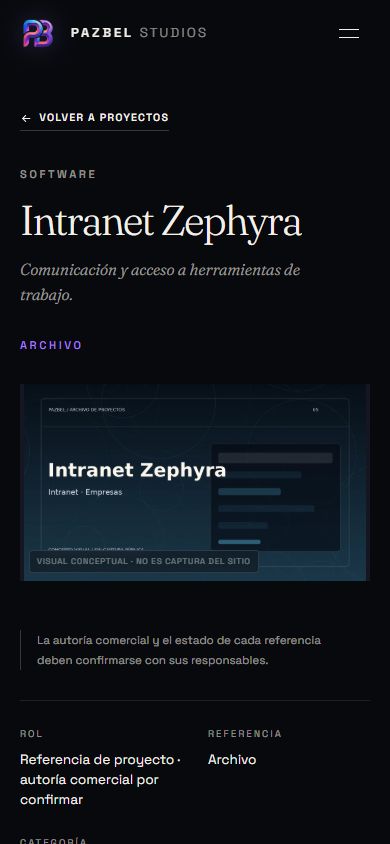 PAZBEL STUDIOS
← VOLVER A PROYECTOS
SOFTWARE
Intranet Zephyra
Comunicación y acceso a herramientas de
trabajo.
ARCHIVO
PAZBEL / ARCHIVO DE PROYECTOS
Intranet Zephyra
Intranet · Empresas
VISUAL CONCEPTUAL · NO ES CAPTURA DEL SITIO
La autoría comercial y el estado de cada referencia
deben confirmarse con sus responsables.
ROL
Referencia de proyecto ·
autoría comercial por
confirmar
REFERENCIA
Archivo
CATEGORÍA